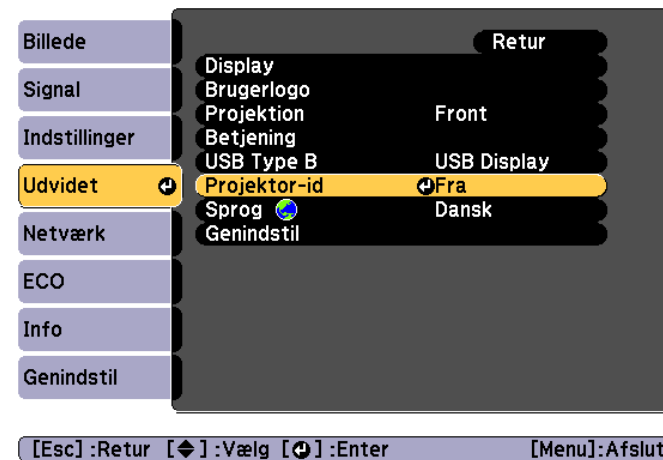 Billede
Signal
Indstillinger
Udvidet
Netværk
ECO
Info
Genindstil
Retur
Display
Brugerlogo
Projektion Front
Betjening
USB Type B USB Display
Projektor-id Fra
Sprog Dansk
Genindstil
[Esc] :Retur [ ] :Vælg [ ] :Enter [Menu]:Afslut